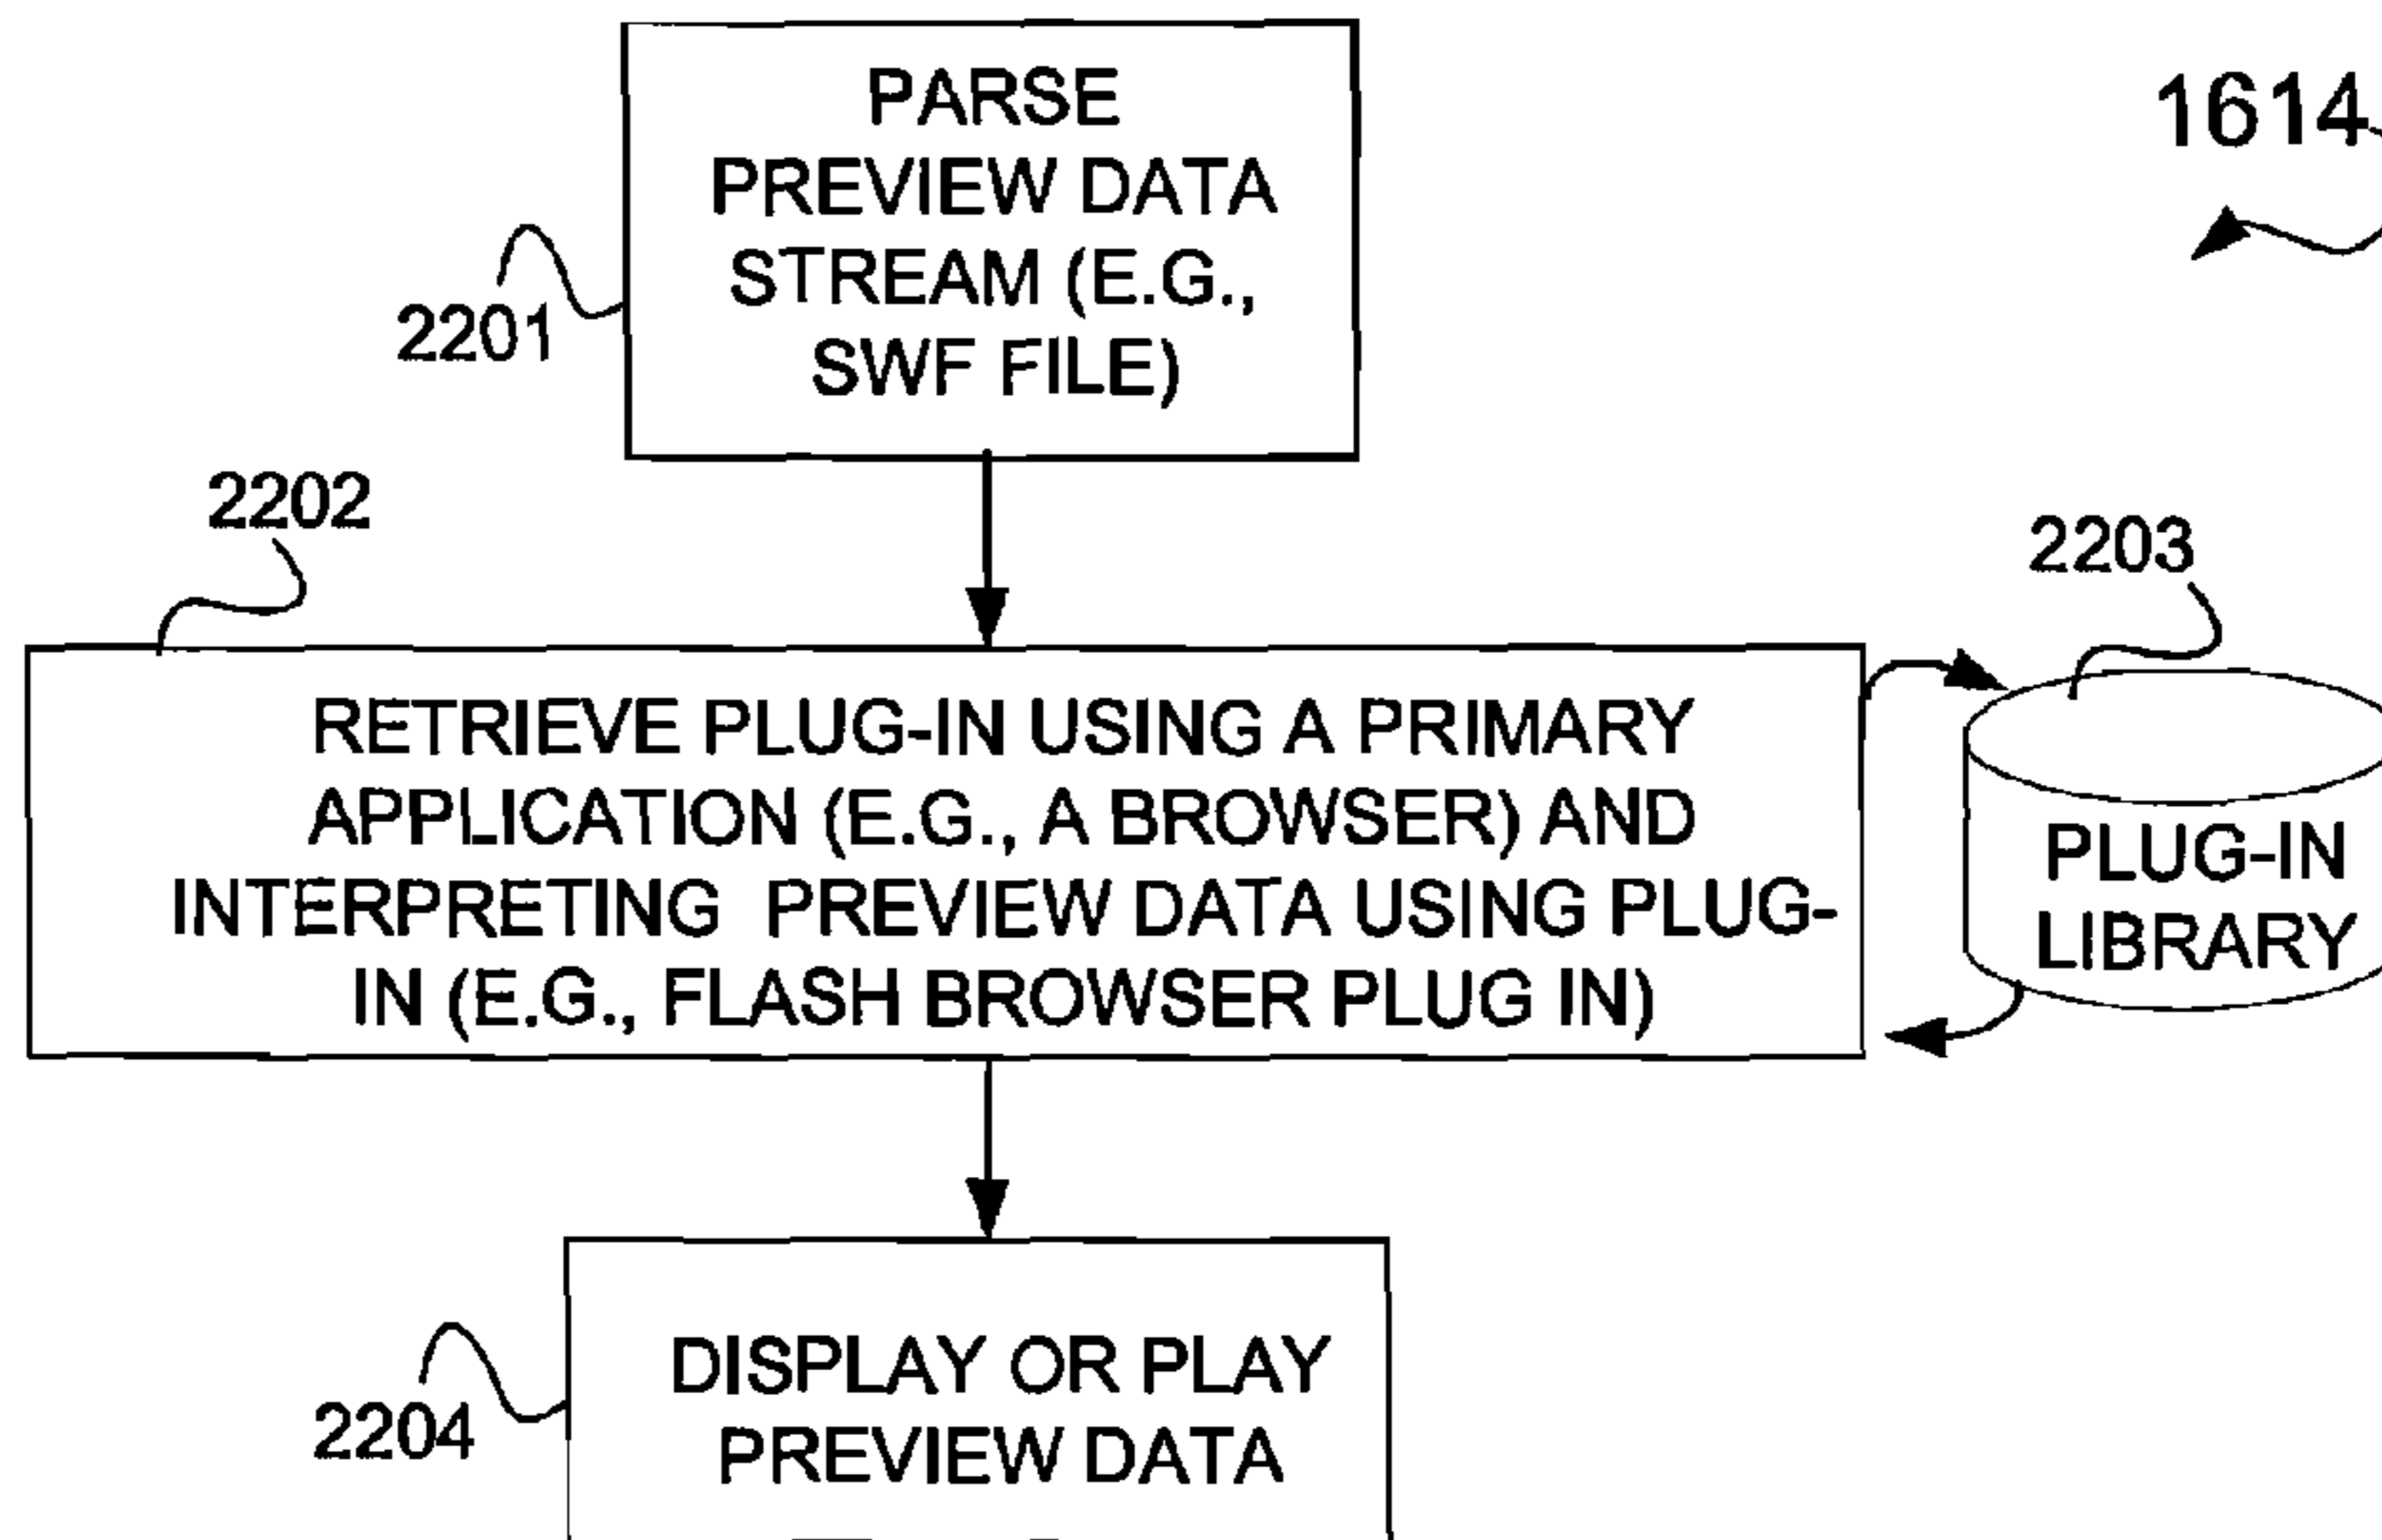 PARSE
PREVIEW DATA
STREAM (E.G.,
SWF FILE)
1614
2201
2202
2203
RETRIEVE PLUG-IN USING A PRIMARY
APPLICATION (E.G., A BROWSER) AND
INTERPRETING PREVIEW DATA USING PLUG-
IN (E.G., FLASH BROWSER PLUG IN)
PLUG-IN
LIBRARY
DISPLAY OR PLAY
PREVIEW DATA
2204